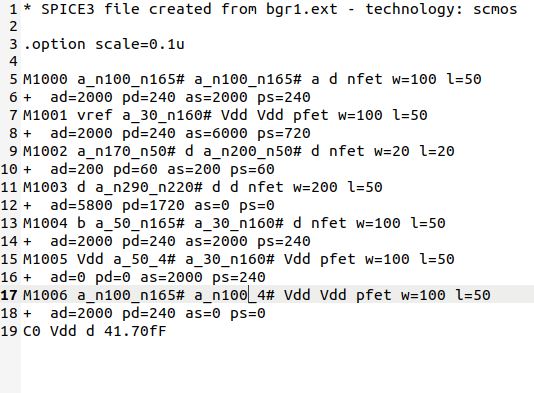 1 * SPICE3 file created from bgr1.ext - technology: scmos
2
3 .option scale=0.1u
4
5 M1000 a_n100_n165# a_n100_n165# a d nfet w=100 l=50
6 +  ad=2000 pd=240 as=2000 ps=240
7 M1001 vref a_30_n160# Vdd Vdd pfet w=100 l=50
8 +  ad=2000 pd=240 as=6000 ps=720
9 M1002 a_n170_n50# d a_n200_n50# d nfet w=20 l=20
10 +  ad=200 pd=60 as=200 ps=60
11 M1003 d a_n290_n220# d d nfet w=200 l=50
12 +  ad=5800 pd=1720 as=0 ps=0
13 M1004 b a_50_n165# a_30_n160# d nfet w=100 l=50
14 +  ad=2000 pd=240 as=2000 ps=240
15 M1005 Vdd a_50_4# a_30_n160# Vdd pfet w=100 l=50
16 +  ad=0 pd=0 as=2000 ps=240
17 M1006 a_n100_n165# a_n100_4# Vdd Vdd pfet w=100 l=50
18 +  ad=2000 pd=240 as=0 ps=0
19 C0 Vdd d 41.70fF